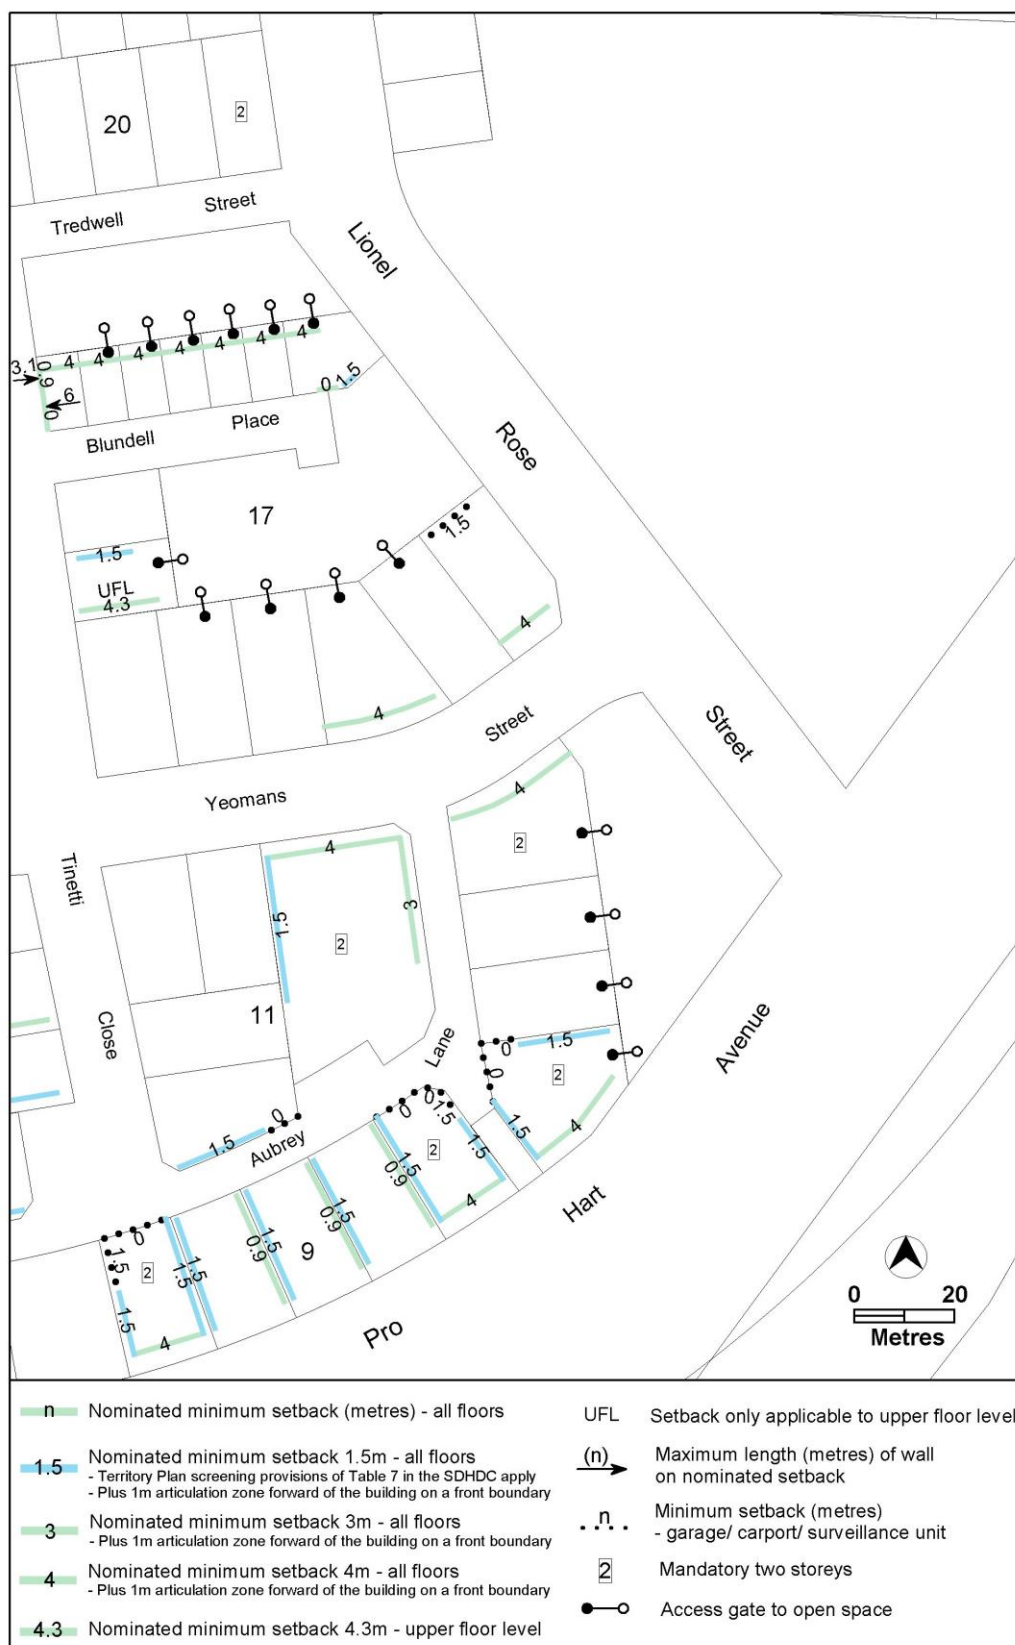 20
2
Tredwell Street
Lionel
4 4 4 4 4 4 4
3.1
0.9
6
0
0 1.5
Blundell Place
Rose
17
1.5
1.5
UFL
4.3
4
4
Street
Street
4
Yeomans
2
4
Tinetti
3
1.5
2
11
Close
Lane
Avenue
0
1.5
0
2
1.5
4
0
1.5
Aubrey
0
0
1.5
2
1.5
1.5
0.9
4
Hart
1.5
0.9
1.5
0.9
9
0
1.5
2
1.5
1.5
1.5
4
Pro
0 20
Metres
n Nominated minimum setback (metres) - all floors
1.5 Nominated minimum setback 1.5m - all floors
- Territory Plan screening provisions of Table 7 in the SDHDC apply
- Plus 1m articulation zone forward of the building on a front boundary
3 Nominated minimum setback 3m - all floors
- Plus 1m articulation zone forward of the building on a front boundary
4 Nominated minimum setback 4m - all floors
- Plus 1m articulation zone forward of the building on a front boundary
4.3 Nominated minimum setback 4.3m - upper floor level
UFL Setback only applicable to upper floor level
(n) Maximum length (metres) of wall
on nominated setback
n Minimum setback (metres)
- garage/ carport/ surveillance unit
2 Mandatory two storeys
Access gate to open space